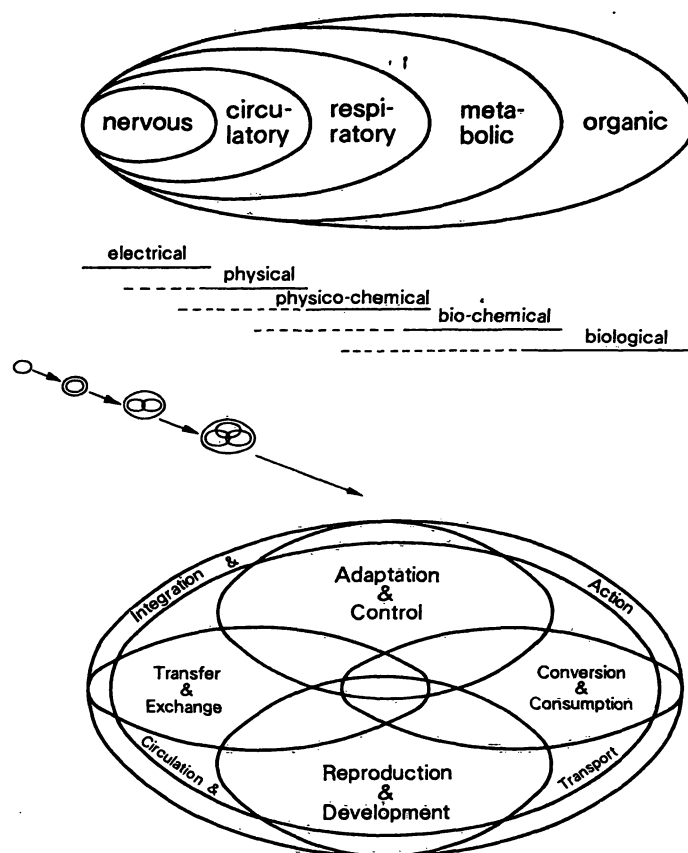 nervous
circu-
latory
respi-
ratory
meta-
bolic
organic
electrical
physical
physico-chemical
bio-chemical
biological
Integration &
Action
Adaptation
&
Control
Transfer
&
Exchange
Conversion
&
Consumption
Circulation &
Transport
Reproduction
&
Development